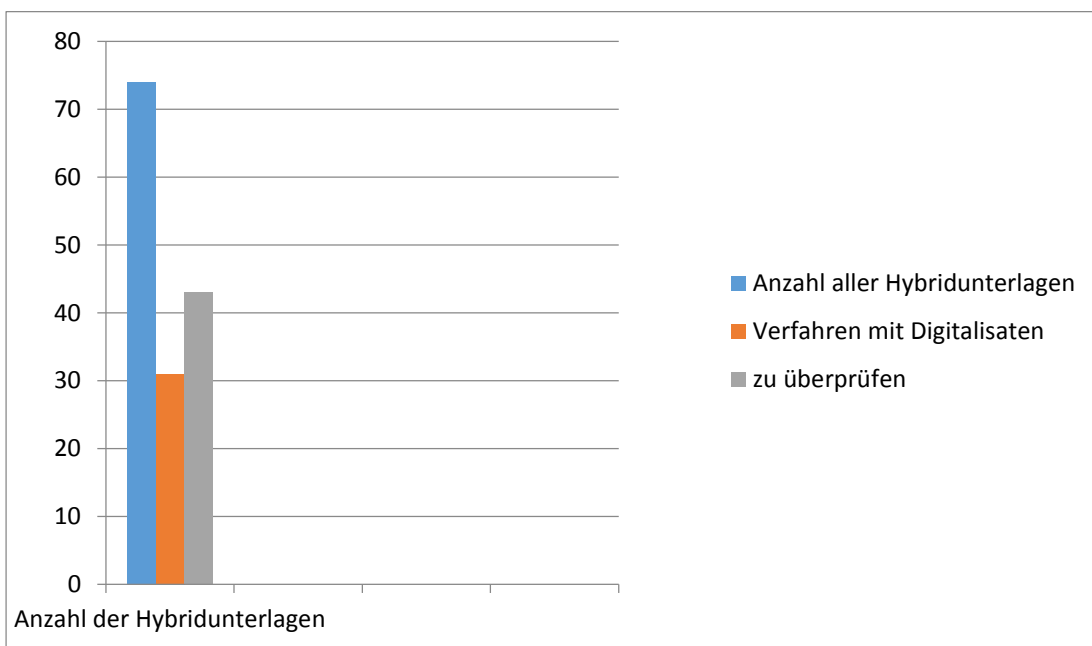 80
70
60
50
40
30
20
10
0
Anzahl der Hybridunterlagen
Anzahl aller Hybridunterlagen
Verfahren mit Digitalisaten
zu überprüfen